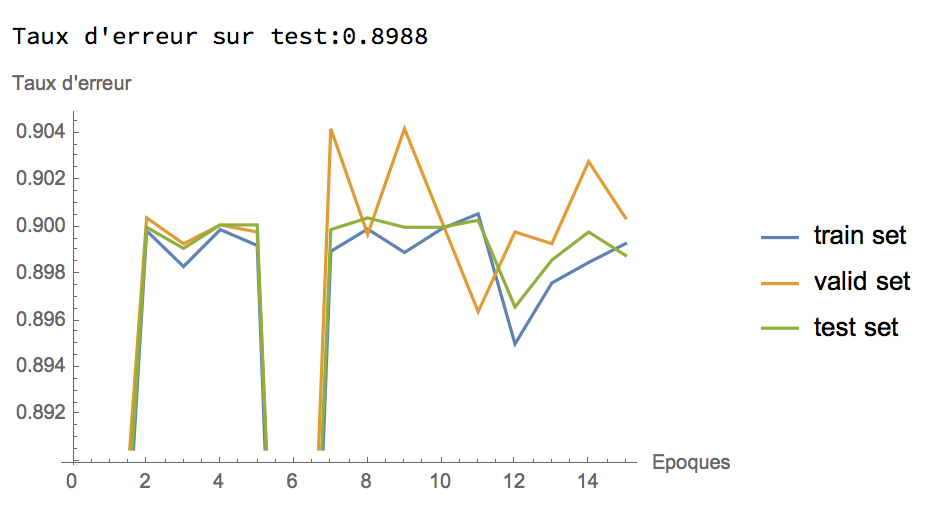 Taux d'erreur sur test:0.8988
Taux d'erreur
0.904
0.902
0.900
0.898
0.896
0.894
0.892
0 2 4 6 8 10 12 14
Epoques
train set
valid set
test set